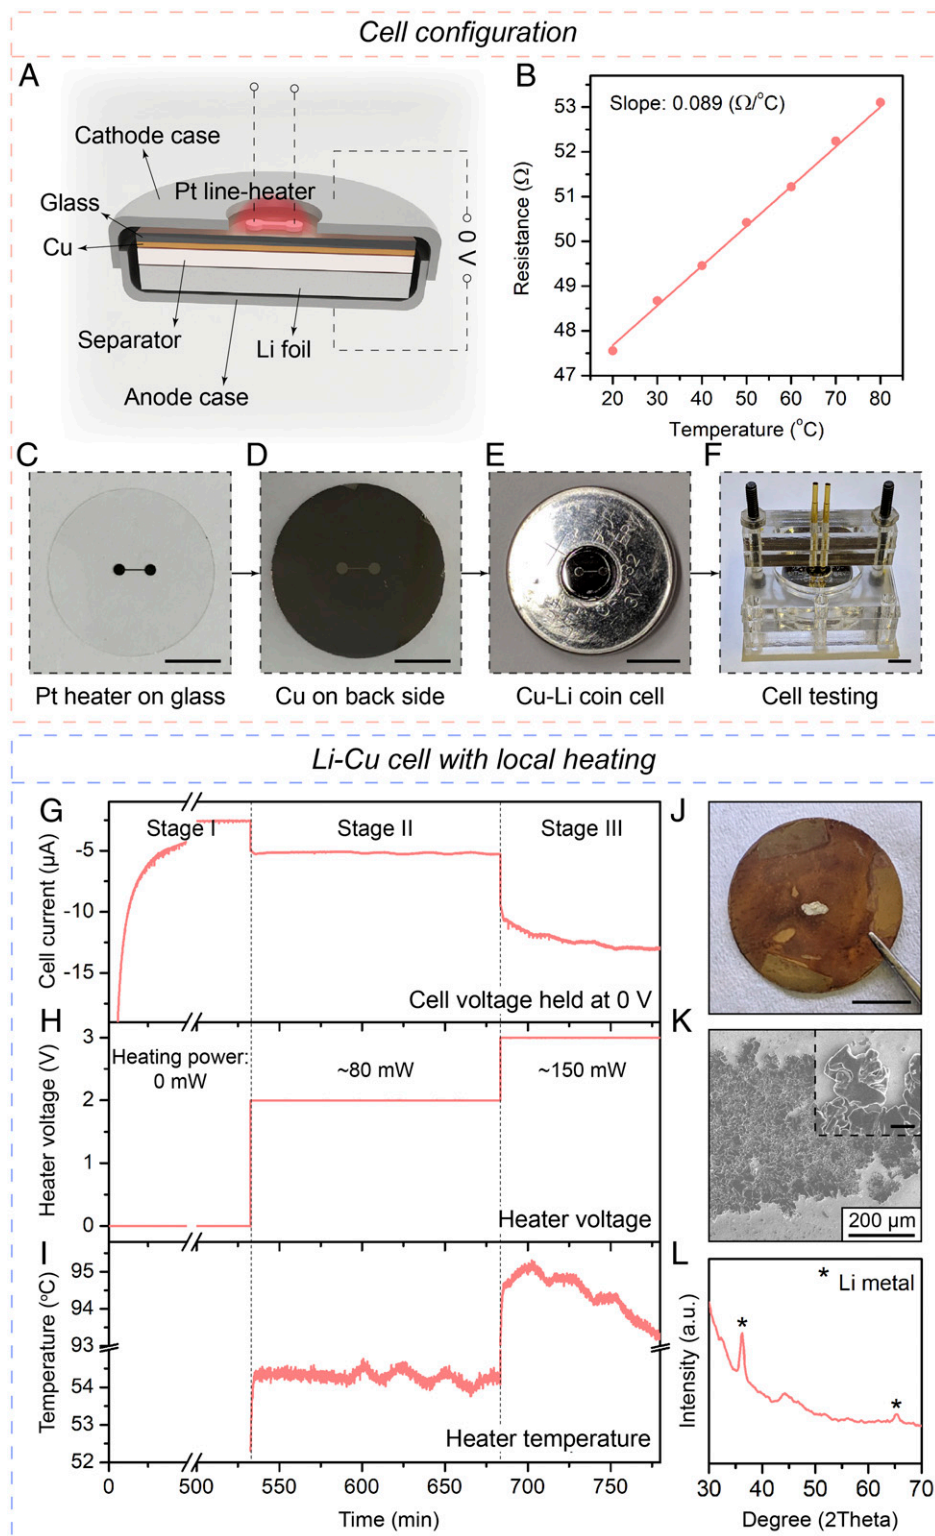 Cell configuration
A
Cathode case
Pt line-heater
Glass
Cu
0 V
Separator
Li foil
Anode case
B
Slope: 0.089 (Ω/°C)
Resistance (Ω)
53
52
51
50
49
48
47
20 30 40 50 60 70 80
Temperature (°C)
C
D
E
F
Pt heater on glass
Cu on back side
Cu-Li coin cell
Cell testing
Li-Cu cell with local heating
G
Stage I
Stage II
Stage III
Cell current (µA)
-5
-10
-15
Cell voltage held at 0 V
H
Heating power:
0 mW
~80 mW
~150 mW
Heater voltage (V)
3
2
1
0
Heater voltage
I
Temperature (°C)
95
94
93
54
53
52
Heater temperature
0 50 500 550 600 650 700 750
Time (min)
J
K
200 µm
L
* Li metal
*
*
Intensity (a.u.)
30 40 50 60 70
Degree (2Theta)